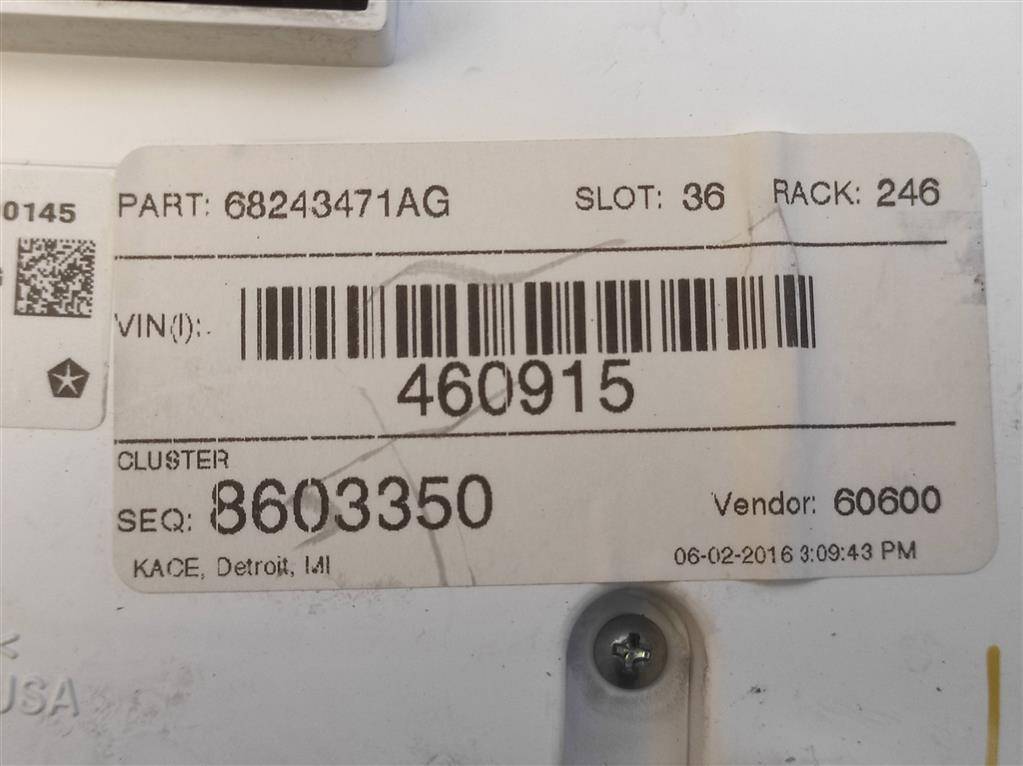 0145
PART: 68243471AG SLOT: 36 RACK: 246
VIN(I):
460915
CLUSTER
SEQ: 8603350 Vendor: 60600
KACE, Detroit, MI 06-02-2016 3:09:43 PM
USA